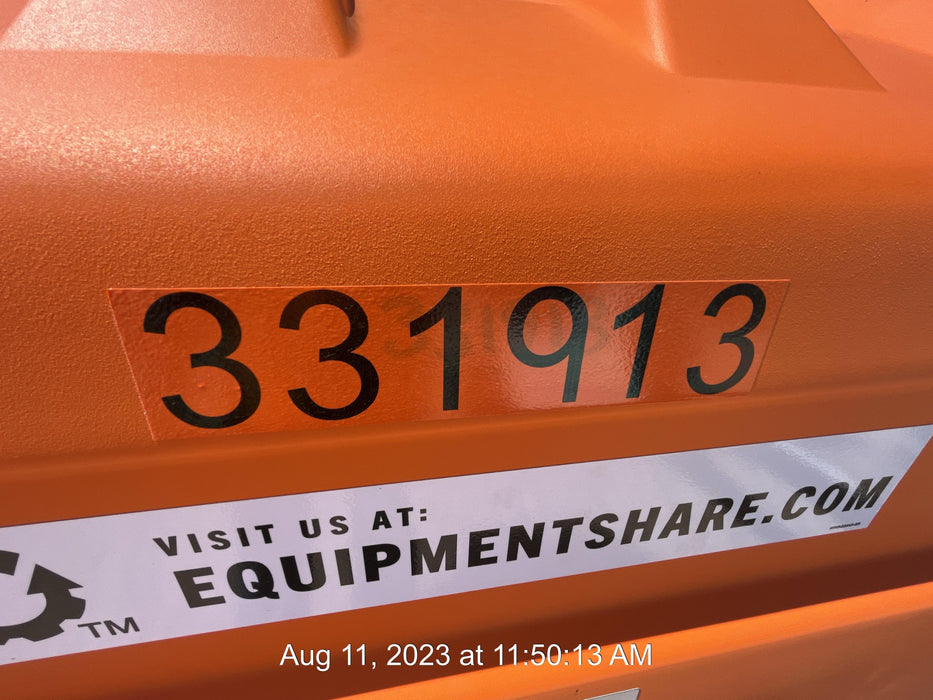 331913
VISIT US AT:
EQUIPMENTSHARE.COM
TM
Aug 11, 2023 at 11:50:13 AM